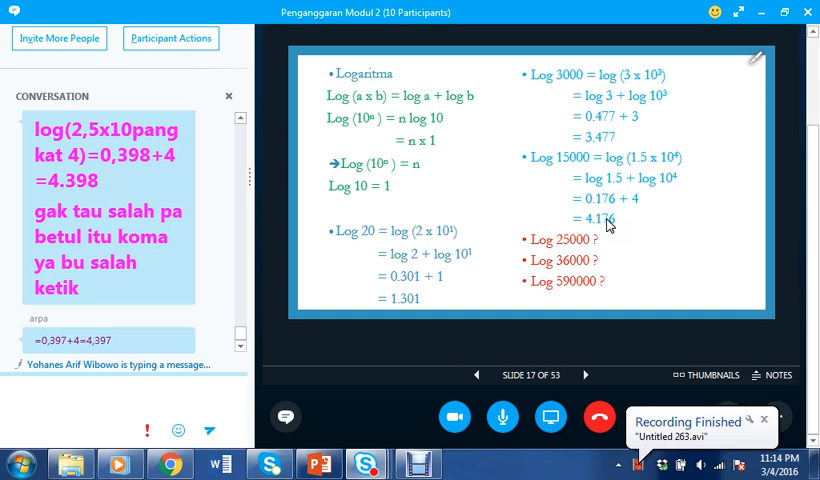 Penganggaran Modul 2 (10 Participants)
Invite More People
Participant Actions
CONVERSATION
log(2,5x10pang
kat 4)=0,398+4
=4.398
gak tau salah pa
betul itu koma
ya bu salah
ketik
arpa
=0,397+4=4,397
Yohanes Arif Wibowo is typing a message...
• Logaritma
Log (a x b) = log a + log b
Log (10ⁿ ) = n log 10
= n x 1
➔Log (10ⁿ ) = n
Log 10 = 1
• Log 20 = log (2 x 10¹)
= log 2 + log 10¹
= 0.301 + 1
= 1.301
• Log 3000 = log (3 x 10³)
= log 3 + log 10³
= 0.477 + 3
= 3.477
• Log 15000 = log (1.5 x 10⁴)
= log 1.5 + log 10⁴
= 0.176 + 4
= 4.176
• Log 25000 ?
• Log 36000 ?
• Log 590000 ?
SLIDE 17 OF 53
THUMBNAILS
NOTES
Recording Finished
"Untitled 263.avi"
11:14 PM
3/4/2016